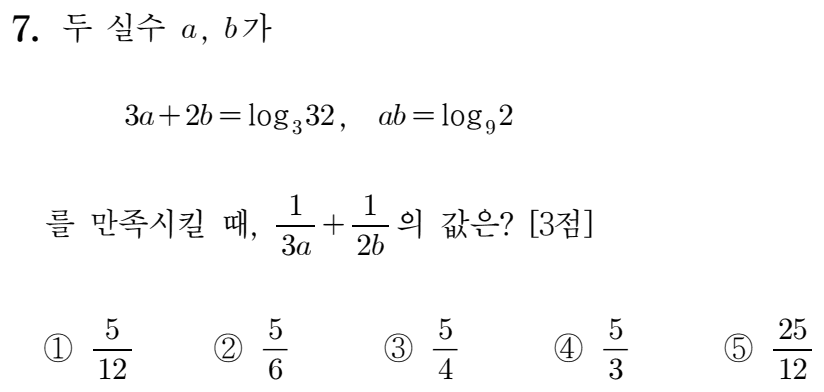 7. 두 실수 a, b가
3a+2b=log₃32, ab=log₉2
를 만족시킬 때, 1/3a + 1/2b 의 값은? [3점]
① 5/12 ② 5/6 ③ 5/4 ④ 5/3 ⑤ 25/12